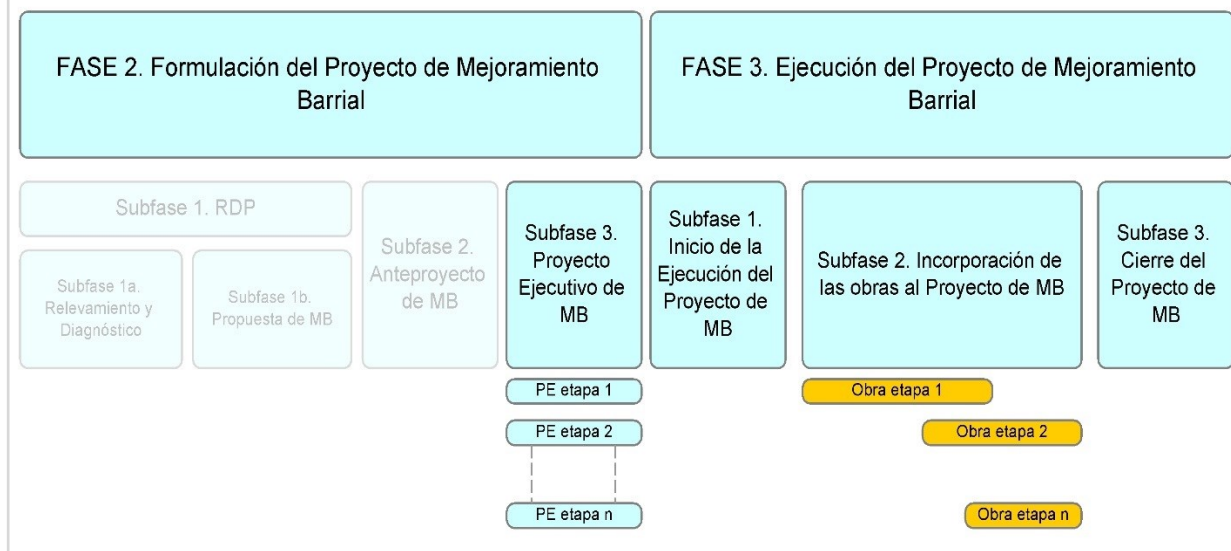 FASE 2. Formulación del Proyecto de Mejoramiento
Barrial
FASE 3. Ejecución del Proyecto de Mejoramiento
Barrial
Subfase 1. RDP
Subfase 1a.
Relevamiento y
Diagnóstico
Subfase 1b.
Propuesta de MB
Subfase 2.
Anteproyecto
de MB
Subfase 3.
Proyecto
Ejecutivo de
MB
Subfase 1.
Inicio de la
Ejecución del
Proyecto de
MB
Subfase 2. Incorporación de
las obras al Proyecto de MB
Subfase 3.
Cierre del
Proyecto de
MB
PE etapa 1
Obra etapa 1
PE etapa 2
Obra etapa 2
PE etapa n
Obra etapa n